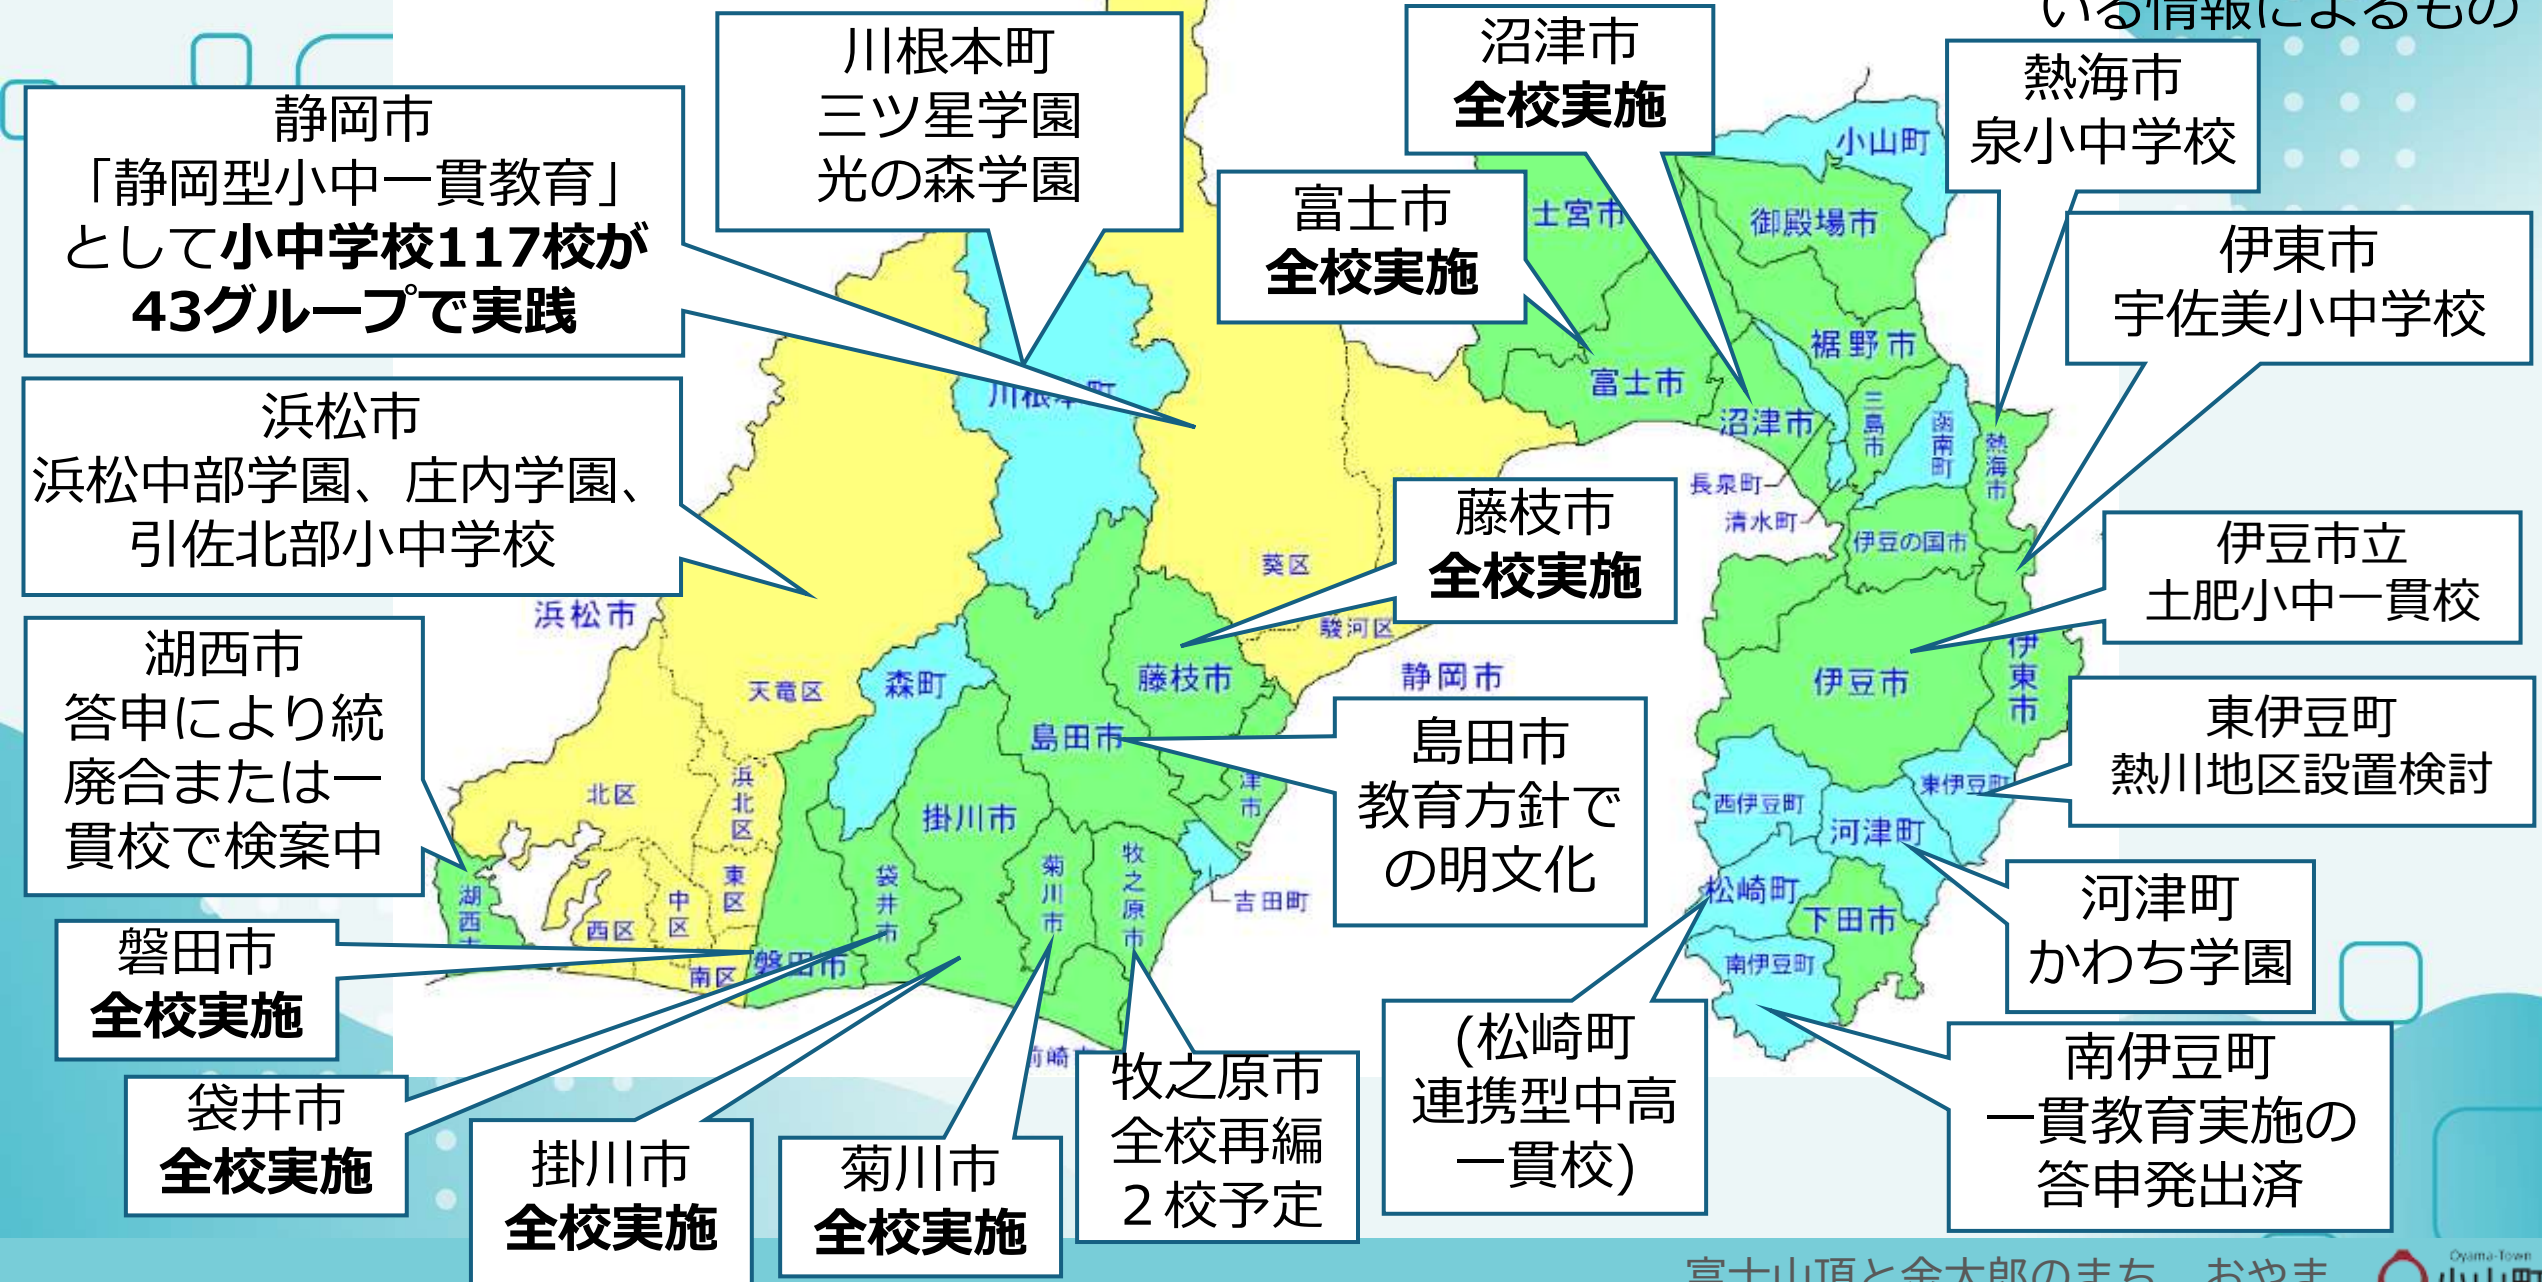 いる情報によるもの
川根本町
三ツ星学園
光の森学園
沼津市
全校実施
熱海市
泉小中学校
静岡市
「静岡型小中一貫教育」
として小中学校117校が
43グループで実践
富士市
全校実施
伊東市
宇佐美小中学校
浜松市
浜松中部学園、庄内学園、
引佐北部小中学校
藤枝市
全校実施
伊豆市立
土肥小中一貫校
湖西市
答申により統
廃合または一
貫校で検案中
島田市
教育方針で
の明文化
東伊豆町
熱川地区設置検討
河津町
かわち学園
磐田市
全校実施
袋井市
全校実施
掛川市
全校実施
菊川市
全校実施
牧之原市
全校再編
２校予定
(松崎町
連携型中高
一貫校)
南伊豆町
一貫教育実施の
答申発出済
小山町
士宮市
御殿場市
裾野市
富士市
沼津市
三島市
函南町
熱海市
長泉町
清水町
伊豆の国市
伊豆市
伊東市
東伊豆町
西伊豆町
河津町
松崎町
下田市
南伊豆町
川根本町
葵区
駿河区
静岡市
藤枝市
島田市
津市
吉田町
牧之原市
菊川市
掛川市
袋井市
森町
磐田市
浜松市
天竜区
北区
浜北区
東区
中区
西区
南区
湖西市
前崎
富士山頂と金太郎のまち　おやま
Oyama-Town
小山町